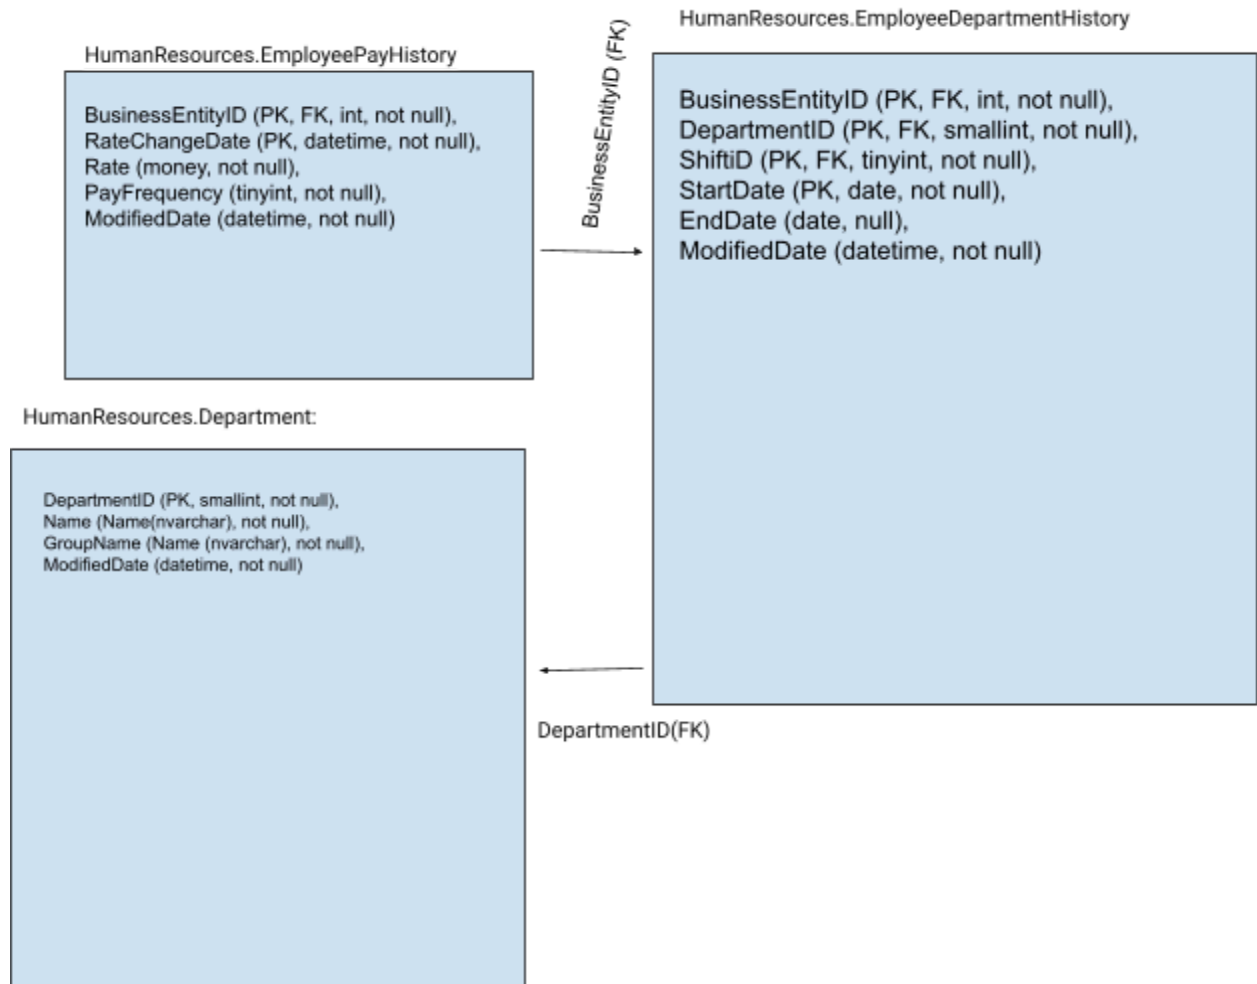 HumanResources.EmployeePayHistory
BusinessEntityID (PK, FK, int, not null),
RateChangeDate (PK, datetime, not null),
Rate (money, not null),
PayFrequency (tinyint, not null),
ModifiedDate (datetime, not null)
BusinessEntityID (FK)
HumanResources.EmployeeDepartmentHistory
BusinessEntityID (PK, FK, int, not null),
DepartmentID (PK, FK, smallint, not null),
ShiftiD (PK, FK, tinyint, not null),
StartDate (PK, date, not null),
EndDate (date, null),
ModifiedDate (datetime, not null)
HumanResources.Department:
DepartmentID (PK, smallint, not null),
Name (Name(nvarchar), not null),
GroupName (Name (nvarchar), not null),
ModifiedDate (datetime, not null)
DepartmentID(FK)